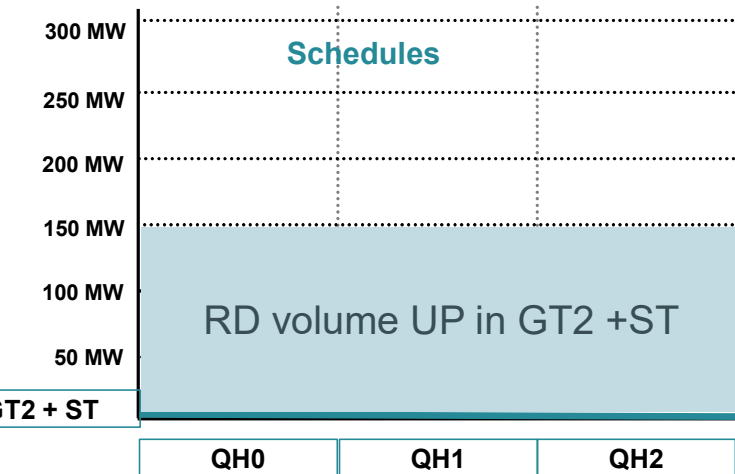 300 MW
Schedules
250 MW
200 MW
150 MW
100 MW
RD volume UP in GT2 +ST
50 MW
GT2 + ST
QH0 QH1 QH2